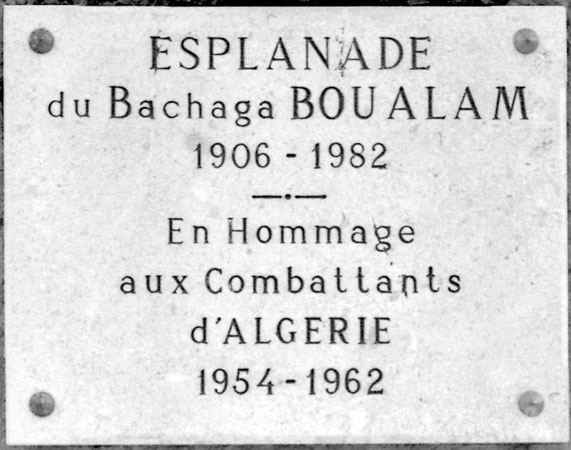 ESPLANADE
du Bachaga BOUALAM
1906 - 1982
En Hommage
aux Combattants
d'ALGERIE
1954 - 1962